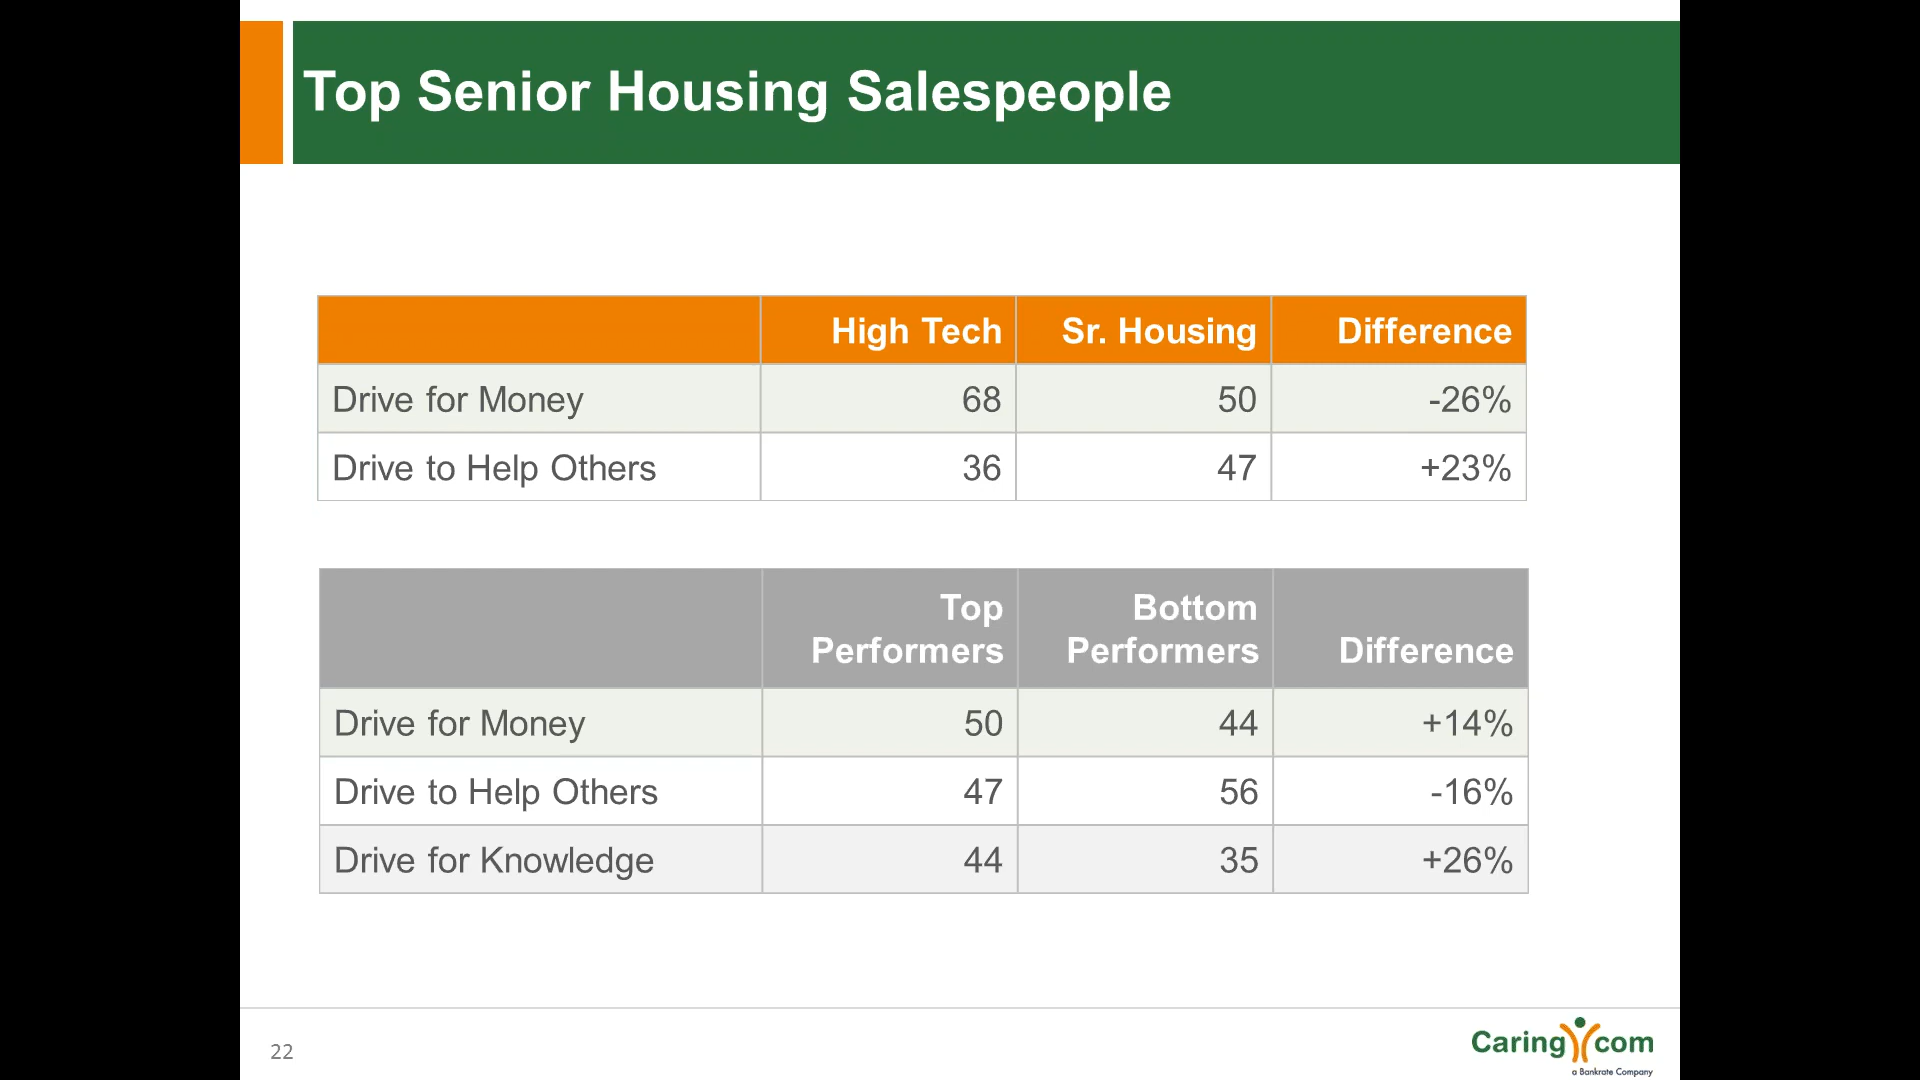 Top Senior Housing Salespeople
High Tech Sr. Housing Difference
Drive for Money 68 50 -26%
Drive to Help Others 36 47 +23%
Top Performers Bottom Performers Difference
Drive for Money 50 44 +14%
Drive to Help Others 47 56 -16%
Drive for Knowledge 44 35 +26%
22
Caring com
a Bankrate Company